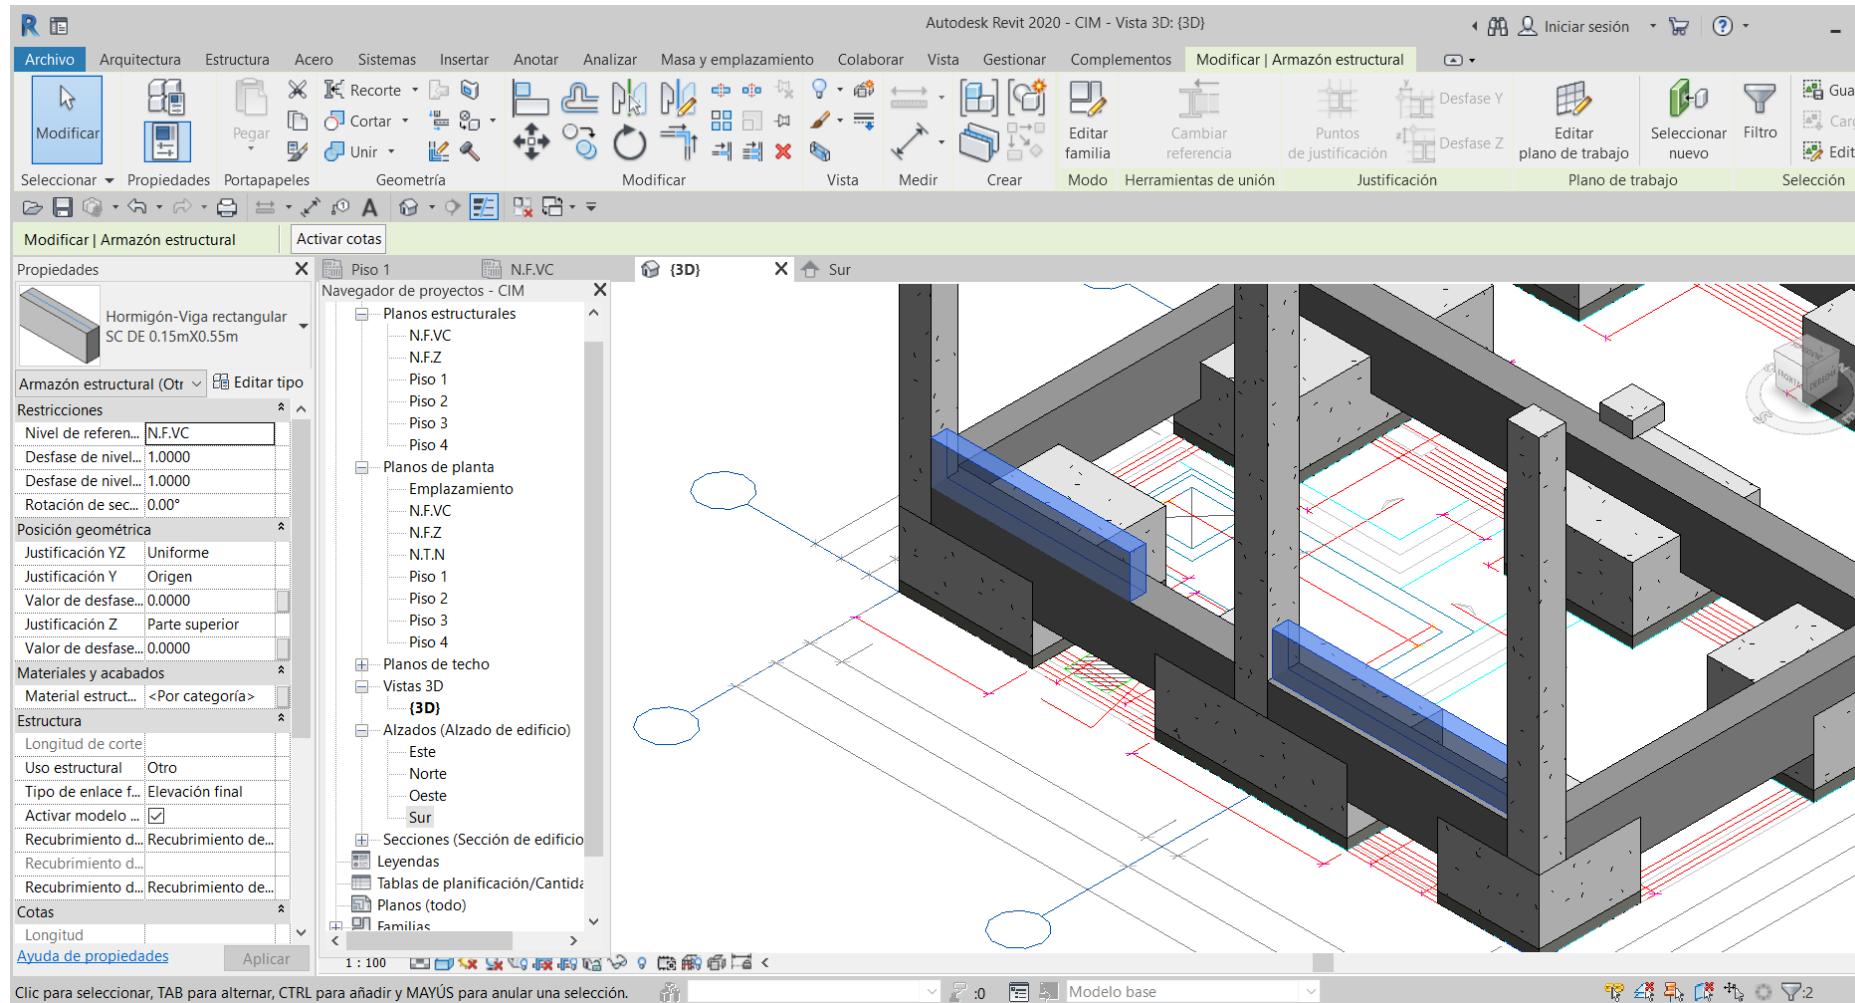 Autodesk Revit 2020 - CIM - Vista 3D: {3D}
Iniciar sesión
Archivo Arquitectura Estructura Acero Sistemas Insertar Anotar Analizar Masa y emplazamiento Colaborar Vista Gestionar Complementos Modificar | Armazón estructural
Modificar
Pegar
Recorte
Cortar
Unir
Editar familia
Cambiar referencia
Puntos de justificación
Desfase Y
Desfase Z
Editar plano de trabajo
Seleccionar nuevo
Filtro
Gua
Carg
Edit
Seleccionar Propiedades Portapapeles Geometría Modificar Vista Medir Crear Modo Herramientas de unión Justificación Plano de trabajo Selección
Modificar | Armazón estructural Activar cotas
Propiedades
Hormigón-Viga rectangular
SC DE 0.15mX0.55m
Armazón estructural (Otr Editar tipo
Restricciones
Nivel de referen... N.F.VC
Desfase de nivel... 1.0000
Desfase de nivel... 1.0000
Rotación de sec... 0.00°
Posición geométrica
Justificación YZ Uniforme
Justificación Y Origen
Valor de desfase... 0.0000
Justificación Z Parte superior
Valor de desfase... 0.0000
Materiales y acabados
Material estruct... <Por categoría>
Estructura
Longitud de corte
Uso estructural Otro
Tipo de enlace f... Elevación final
Activar modelo ...
Recubrimiento d... Recubrimiento de...
Recubrimiento d...
Recubrimiento d... Recubrimiento de...
Cotas
Longitud
Ayuda de propiedades Aplicar
Piso 1 N.F.VC {3D} Sur
Navegador de proyectos - CIM
Planos estructurales
N.F.VC
N.F.Z
Piso 1
Piso 2
Piso 3
Piso 4
Planos de planta
Emplazamiento
N.F.VC
N.F.Z
N.T.N
Piso 1
Piso 2
Piso 3
Piso 4
Planos de techo
Vistas 3D
{3D}
Alzados (Alzado de edificio)
Este
Norte
Oeste
Sur
Secciones (Sección de edificio
Leyendas
Tablas de planificación/Cantida
Planos (todo)
Familias
1 : 100
Clic para seleccionar, TAB para alternar, CTRL para añadir y MAYÚS para anular una selección.
:0
Modelo base
:2